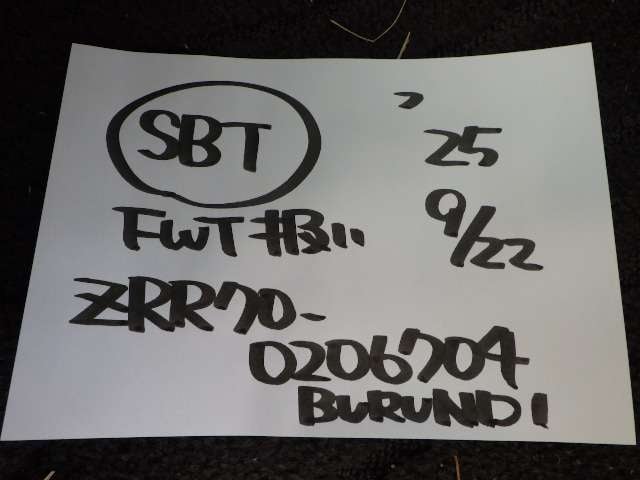 SBT
'25
FWT扱い
9/22
ZRR70-
0206704
BURUNDI